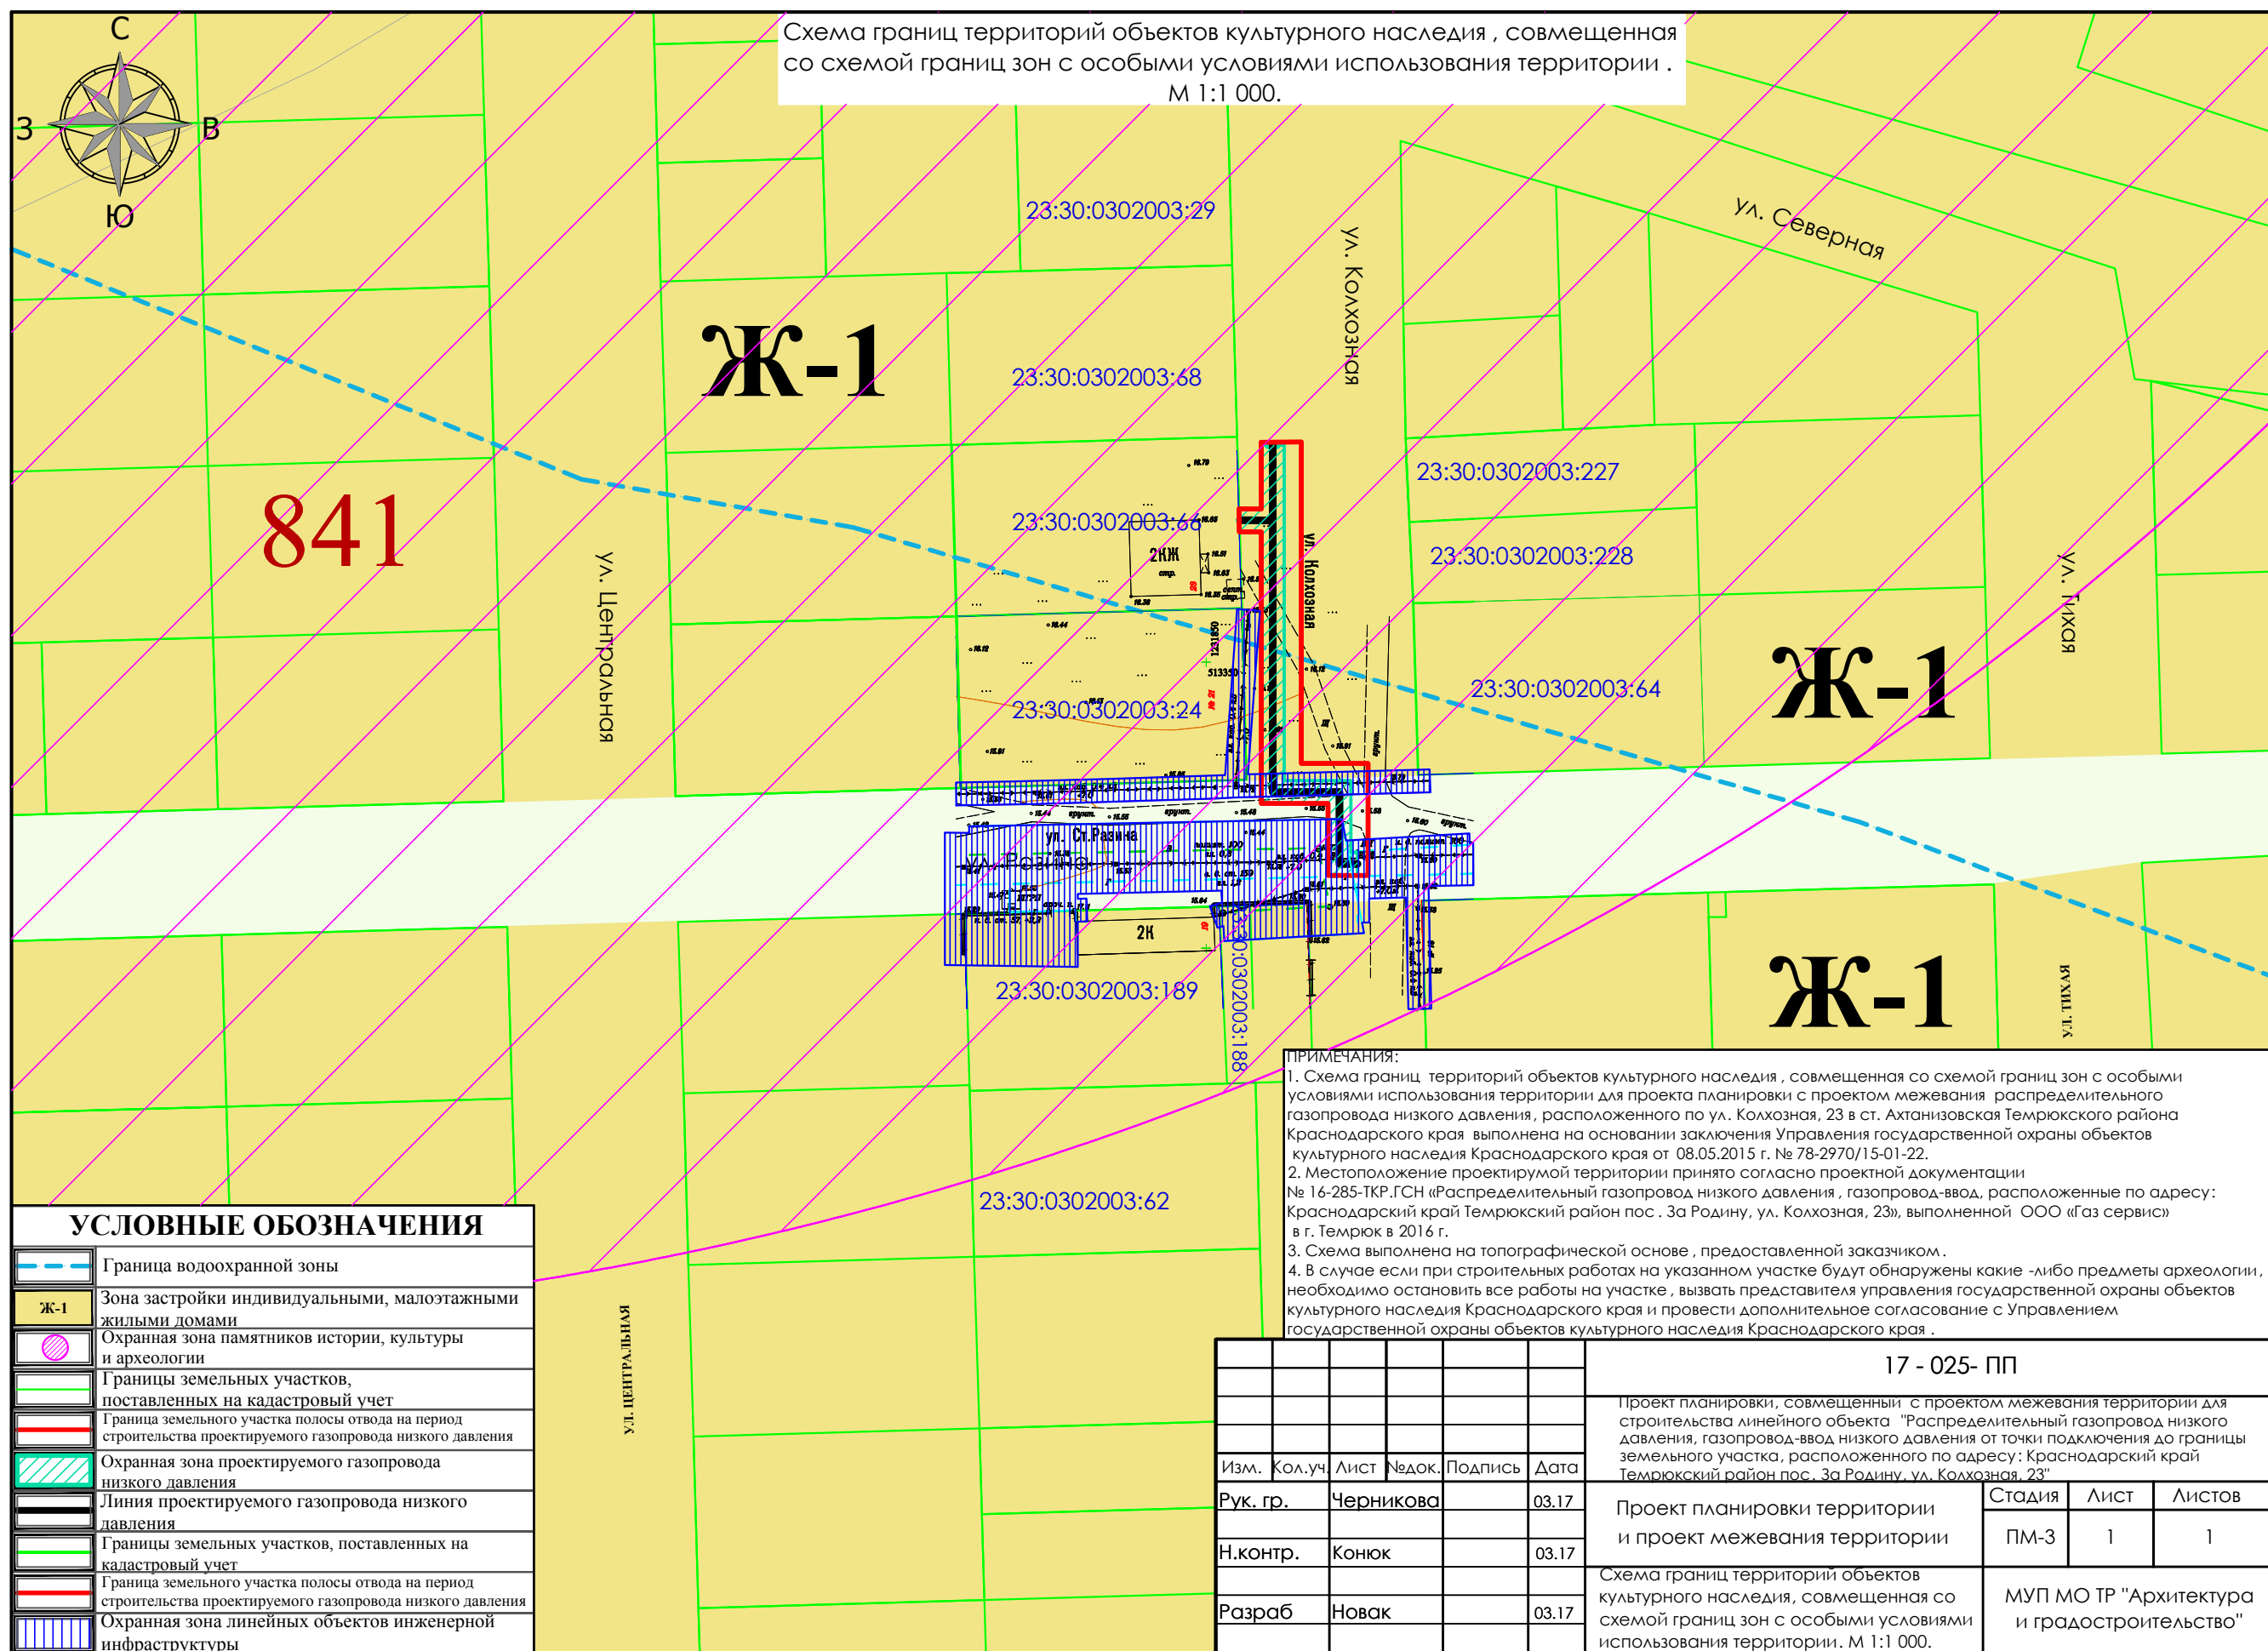 Схема границ территорий объектов культурного наследия , совмещенная
со схемой границ зон с особыми условиями использования территории .
М 1:1 000.
С
З
В
Ю
23:30:0302003:29
ул. Колхозная
ул. Северная
Ж-1
23:30:0302003:68
841
23:30:0302003:227
23:30:0302003:66
23:30:0302003:228
2КЖ
стр.
23
ул. Колхозная
ул. Центральная
ул. Тихая
1231850
513350
№ 21
23:30:0302003:64
23:30:0302003:24
Ж-1
ул. Ст.Разина
ул. Разина
2К
19
23:30:0302003:189
23:30:0302003:188
Ж-1
УЛ. ТИХАЯ
23:30:0302003:62
УЛ. ЦЕНТРАЛЬНАЯ
ПРИМЕЧАНИЯ:
1. Схема границ территорий объектов культурного наследия , совмещенная со схемой границ зон с особыми
условиями использования территории для проекта планировки с проектом межевания распределительного
газопровода низкого давления, расположенного по ул. Колхозная, 23 в ст. Ахтанизовская Темрюкского района
Краснодарского края выполнена на основании заключения Управления государственной охраны объектов
культурного наследия Краснодарского края от 08.05.2015 г. № 78-2970/15-01-22.
2. Местоположение проектирумой территории принято согласно проектной документации
№ 16-285-ТКР.ГСН «Распределительный газопровод низкого давления , газопровод-ввод, расположенные по адресу:
Краснодарский край Темрюкский район пос . За Родину, ул. Колхозная, 23», выполненной ООО «Газ сервис»
в г. Темрюк в 2016 г.
3. Схема выполнена на топографической основе , предоставленной заказчиком.
4. В случае если при строительных работах на указанном участке будут обнаружены какие -либо предметы археологии,
необходимо остановить все работы на участке , вызвать представителя управления государственной охраны объектов
культурного наследия Краснодарского края и провести дополнительное согласование с Управлением
государственной охраны объектов культурного наследия Краснодарского края .
УСЛОВНЫЕ ОБОЗНАЧЕНИЯ
Граница водоохранной зоны
Ж-1
Зона застройки индивидуальными, малоэтажными
жилыми домами
Охранная зона памятников истории, культуры
и археологии
Границы земельных участков,
поставленных на кадастровый учет
Граница земельного участка полосы отвода на период
строительства проектируемого газопровода низкого давления
Охранная зона проектируемого газопровода
низкого давления
Линия проектируемого газопровода низкого
давления
Границы земельных участков, поставленных на
кадастровый учет
Граница земельного участка полосы отвода на период
строительства проектируемого газопровода низкого давления
Охранная зона линейных объектов инженерной
инфраструктуры
17 - 025- ПП
Проект планировки, совмещенный с проектом межевания территории для
строительства линейного объекта "Распределительный газопровод низкого
давления, газопровод-ввод низкого давления от точки подключения до границы
земельного участка, расположенного по адресу: Краснодарский край
Темрюкский район пос. За Родину, ул. Колхозная, 23"
Изм. Кол.уч. Лист №док. Подпись Дата
Рук. гр. Черникова 03.17
Н.контр. Конюк 03.17
Разраб Новак 03.17
Проект планировки территории
и проект межевания территории
Стадия Лист Листов
ПМ-3 1 1
Схема границ территорий объектов
культурного наследия, совмещенная со
схемой границ зон с особыми условиями
использования территории. М 1:1 000.
МУП МО ТР "Архитектура
и градостроительство"